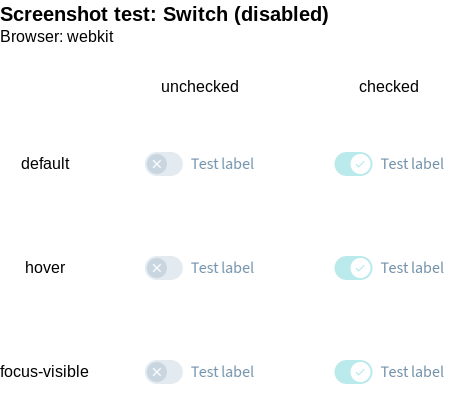 Screenshot test: Switch (disabled)
Browser: webkit
unchecked checked
default Test label Test label
hover Test label Test label
focus-visible Test label Test label